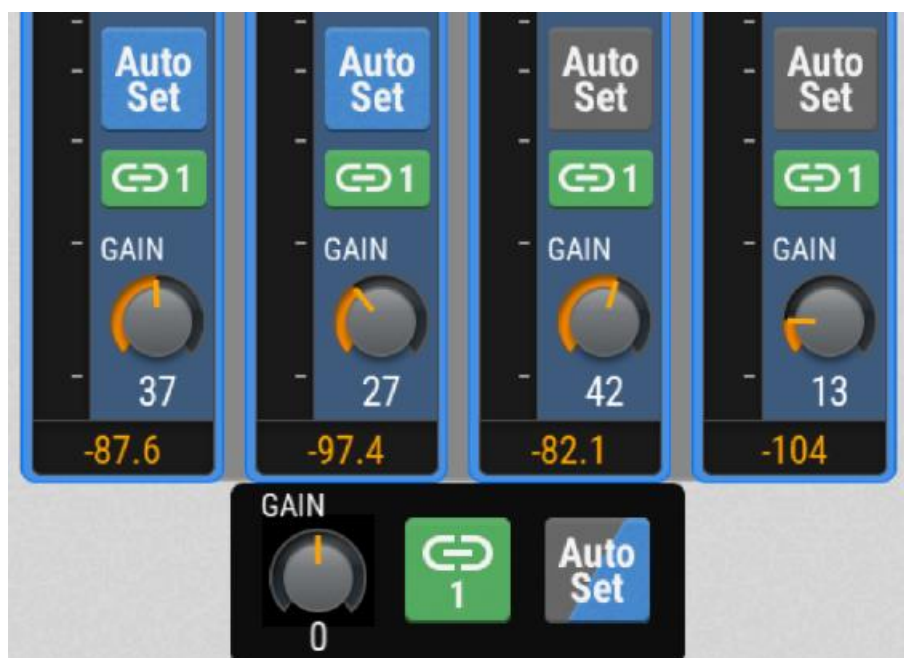 Auto Set
Auto Set
Auto Set
Auto Set
1
1
1
1
GAIN
GAIN
GAIN
GAIN
37
27
42
13
-87.6
-97.4
-82.1
-104
GAIN
0
1
Auto Set